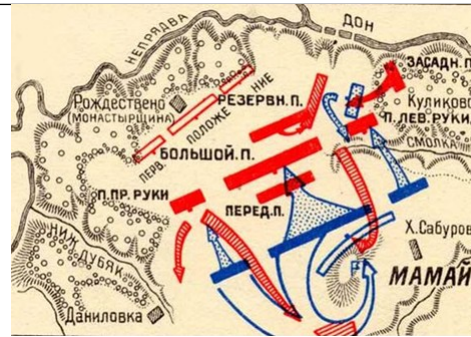 ДОН
НЕПРЯДВА
ЗАСАДН. П.
РОЖДЕСТВЕНО
(МОНАСТЫРЩИНА)
РЕЗЕРВН. П.
КУЛИКОВО
П. ЛЕВ. РУКИ
ПЕРВ. ПОЛОЖЕНИЕ
БОЛЬШОЙ. П.
СМОЛКА
П. ПР. РУКИ
ПЕРЕД. П.
НИЖ. ДУБЯК
Х. Сабуров
МАМАЙ
Даниловка